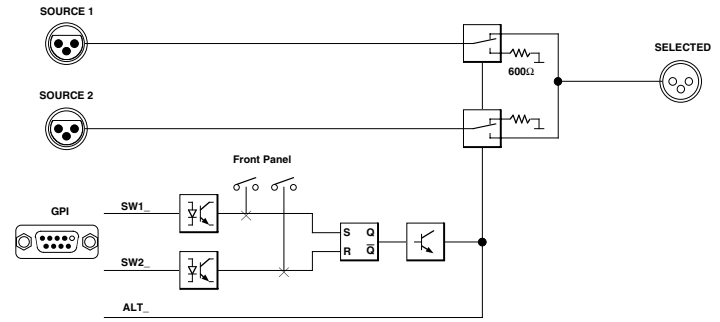 SOURCE 1
SELECTED
600Ω
SOURCE 2
Front Panel
GPI
SW1_
S Q
R Q̅
SW2_
ALT_